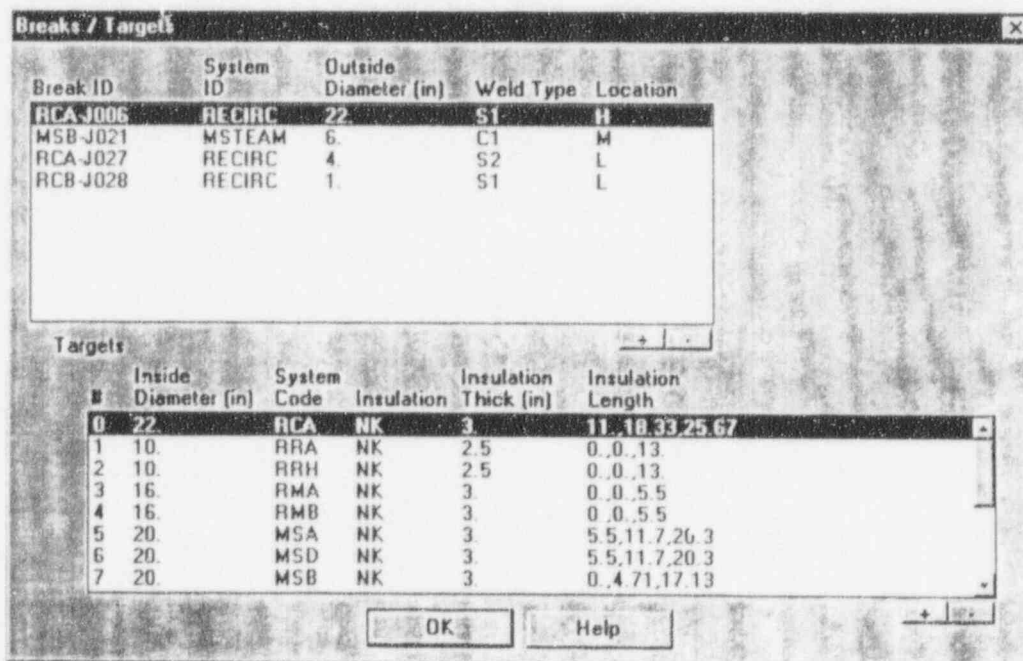 Breaks / Targets
Break ID System ID Outside Diameter (in) Weld Type Location
RCA-J006 RECIRC 22. S1 H
MSB-J021 MSTEAM 6. C1 M
RCA-J027 RECIRC 4. S2 L
RCB-J028 RECIRC 1. S1 L
+ -
Targets
# Inside Diameter (in) System Code Insulation Insulation Thick (in) Insulation Length
0 22. RCA NK 3. 11.,18.33,25.67
1 10. RRA NK 2.5 0.,0.,13.
2 10. RRH NK 2.5 0.,0.,13.
3 16. RMA NK 3. 0.,0.,5.5
4 16. RMB NK 3. 0.,0.,5.5
5 20. MSA NK 3. 5.5,11.7,20.3
6 20. MSD NK 3. 5.5,11.7,20.3
7 20. MSB NK 3. 0.,4.71,17.13
+ -
OK Help